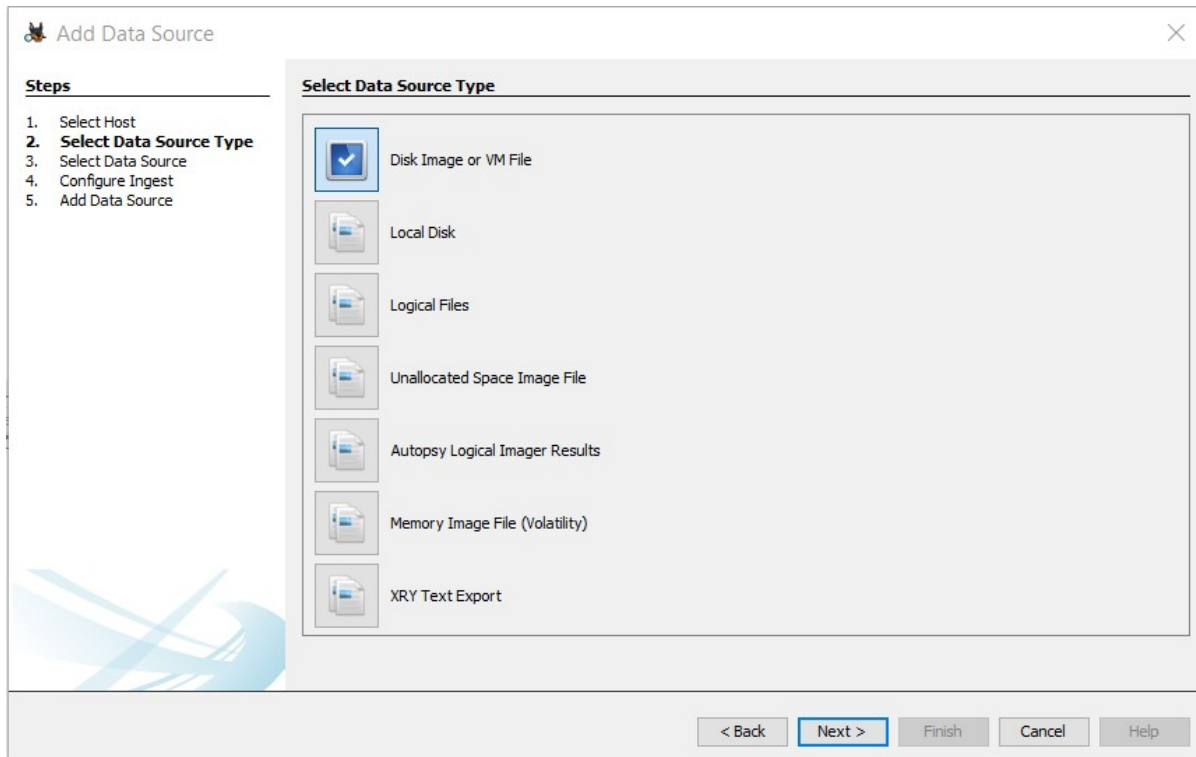 Add Data Source
Steps
1. Select Host
2. Select Data Source Type
3. Select Data Source
4. Configure Ingest
5. Add Data Source
Select Data Source Type
Disk Image or VM File
Local Disk
Logical Files
Unallocated Space Image File
Autopsy Logical Imager Results
Memory Image File (Volatility)
XRY Text Export
< Back Next > Finish Cancel Help